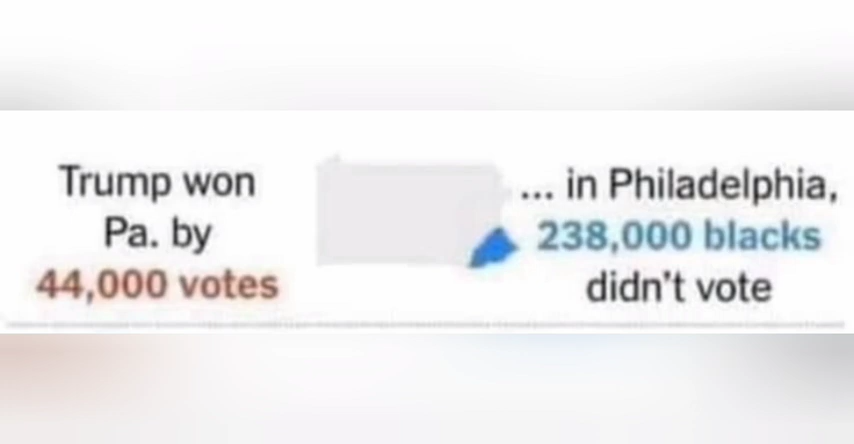 Trump won
Pa. by
44,000 votes
... in Philadelphia,
238,000 blacks
didn't vote